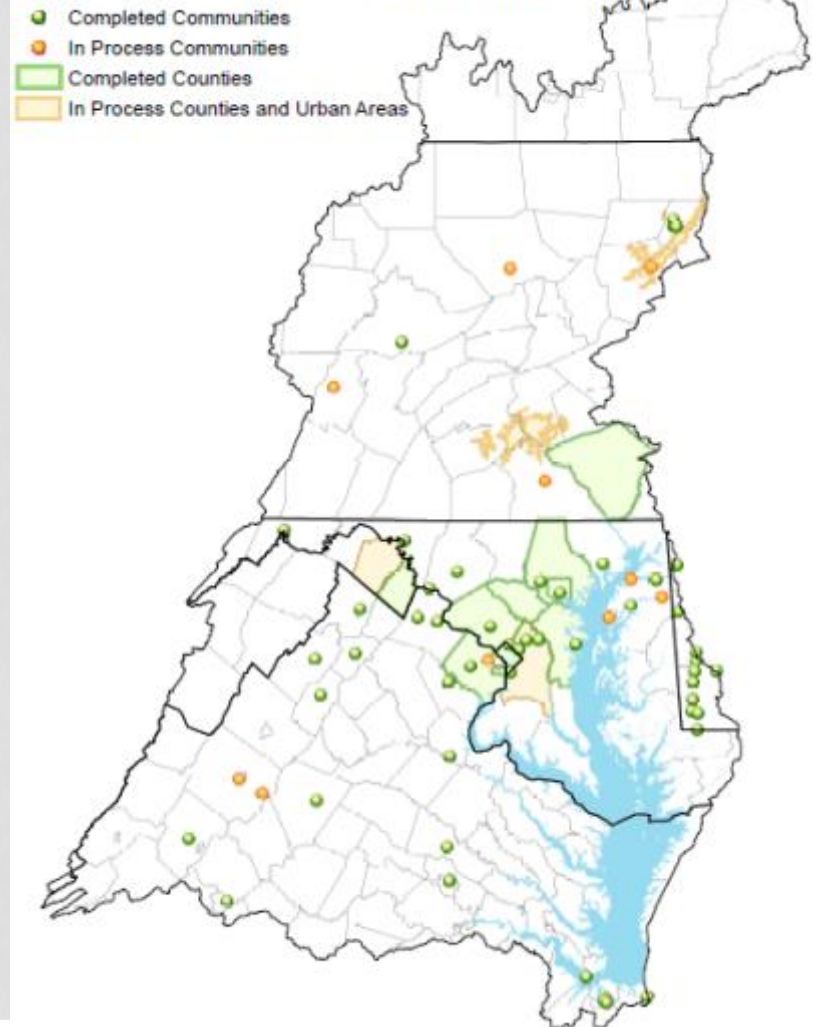 Completed Communities
In Process Communities
Completed Counties
In Process Counties and Urban Areas